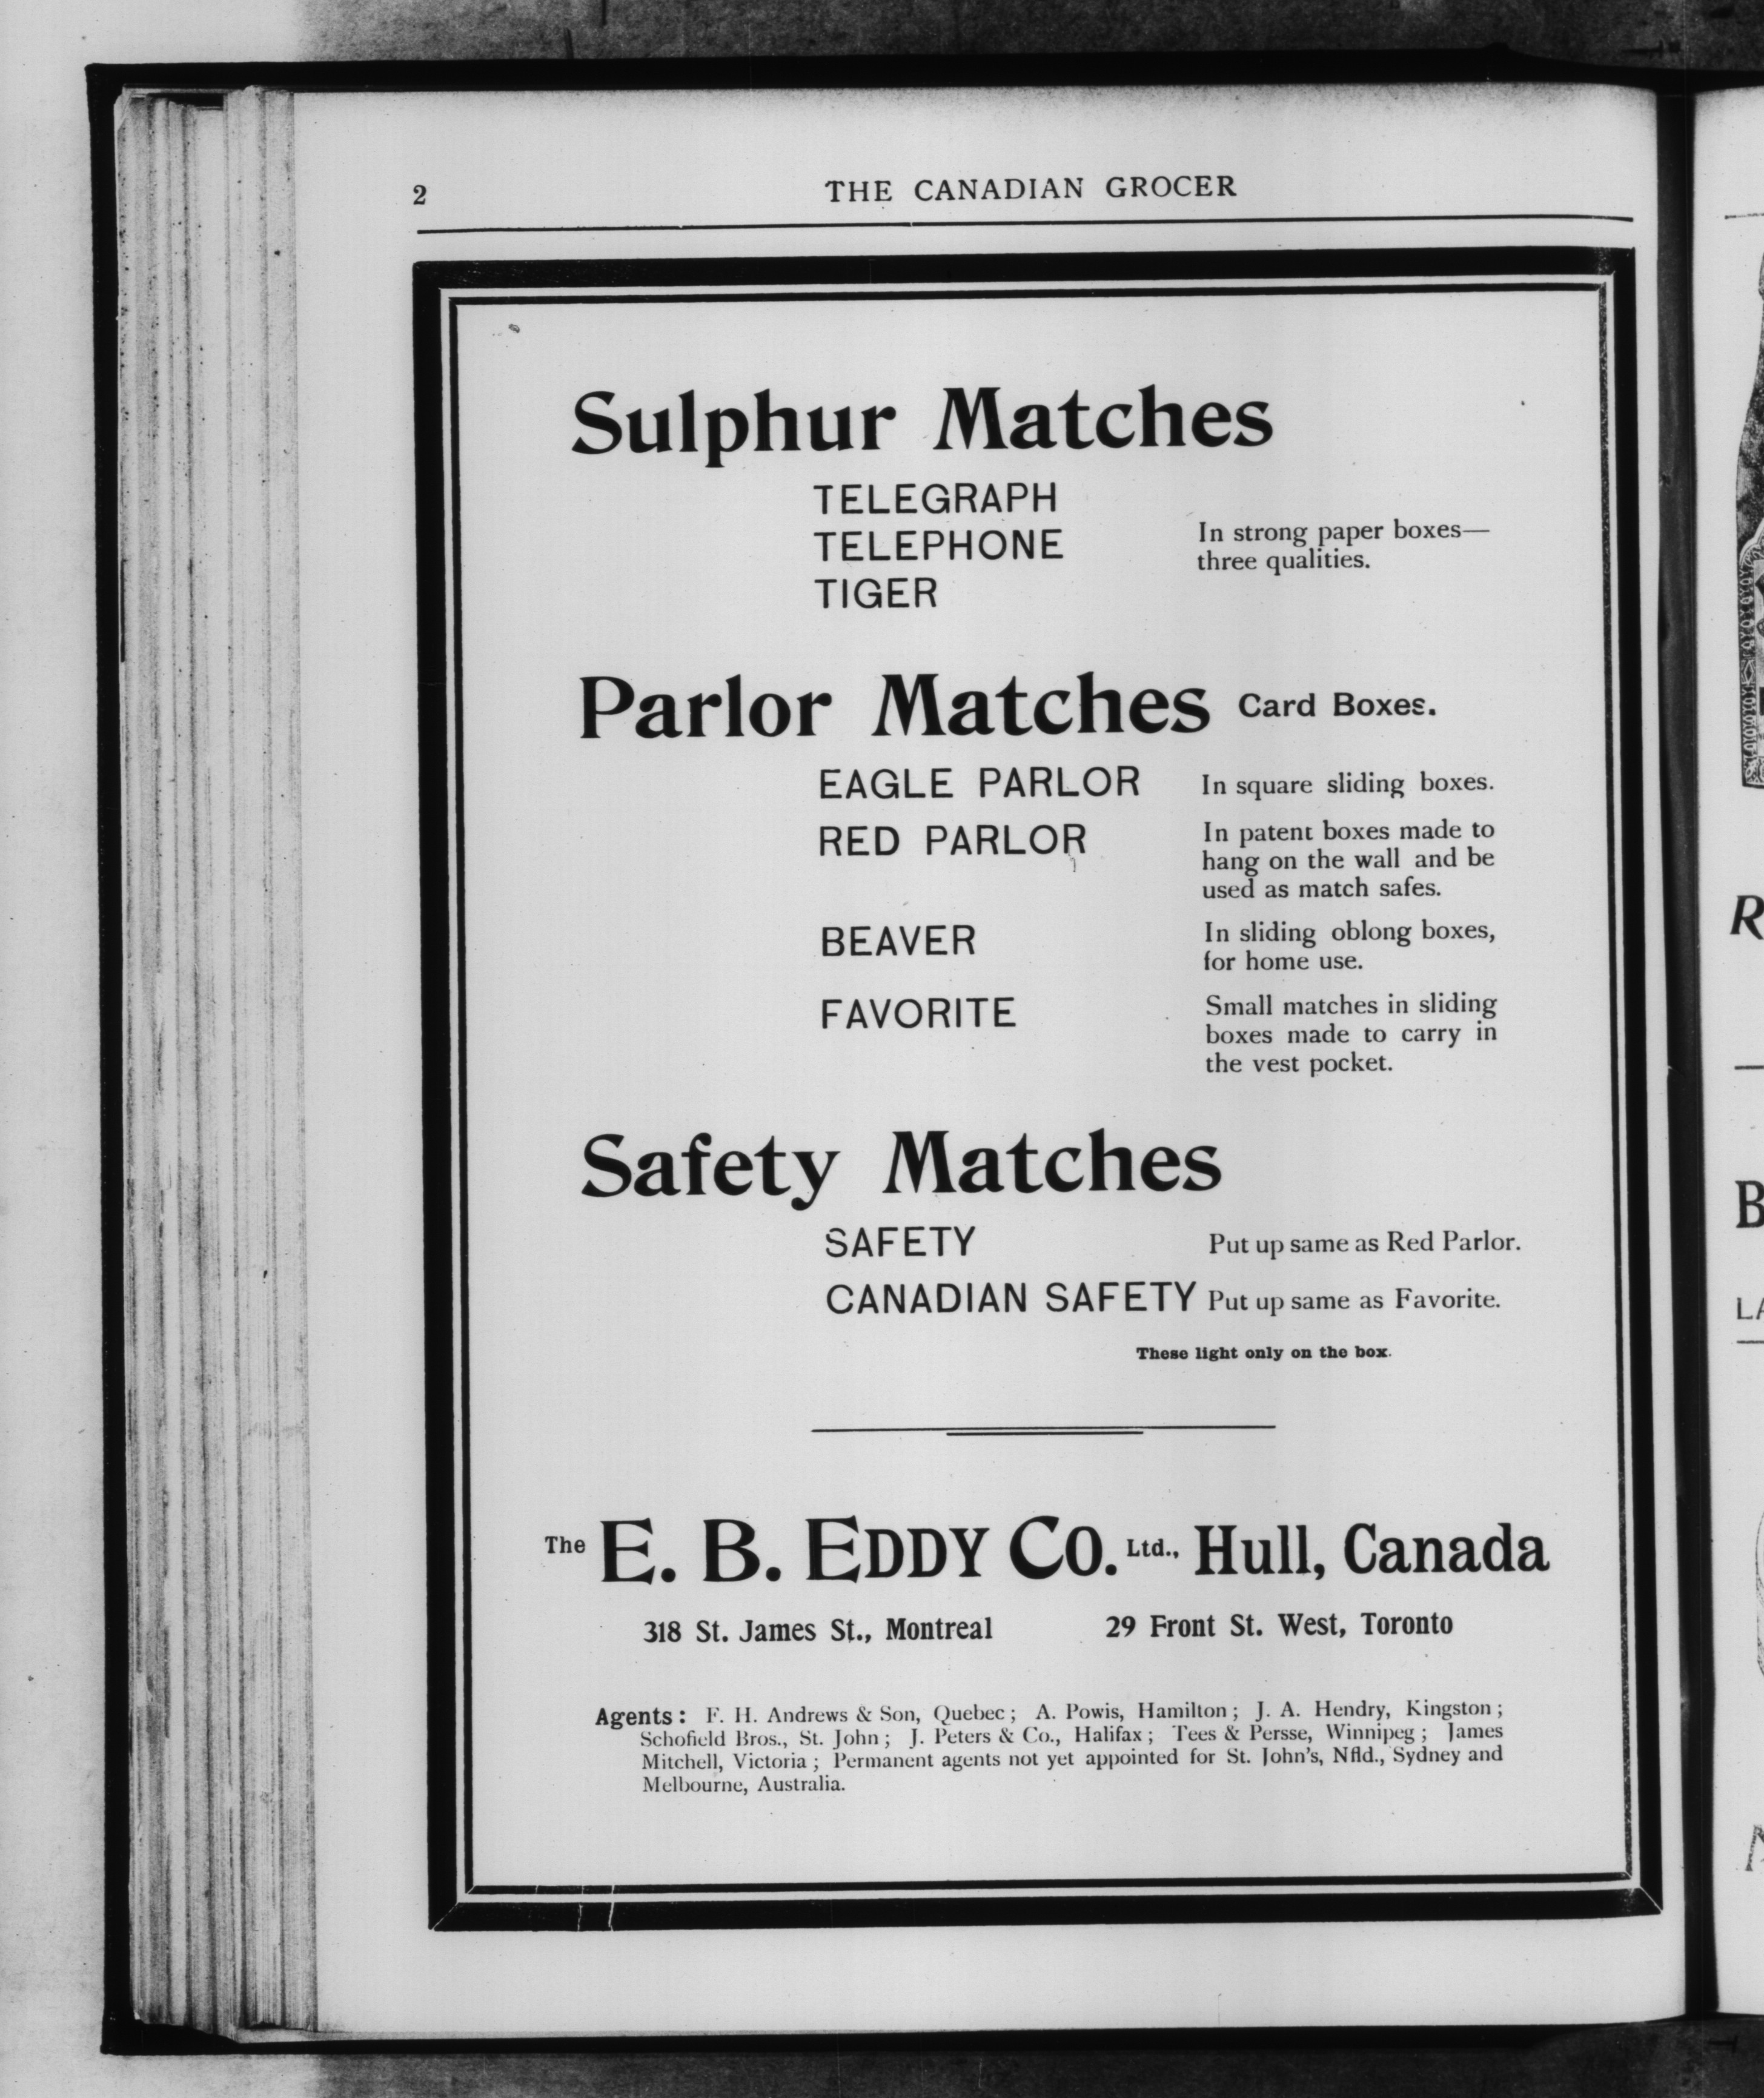 2
THE CANADIAN GROCER
Sulphur Matches
TELEGRAPH
TELEPHONE
TIGER
In strong paper boxes—
three qualities.
Parlor Matches Card Boxes.
EAGLE PARLOR
In square sliding boxes.
RED PARLOR
In patent boxes made to
hang on the wall and be
used as match safes.
BEAVER
In sliding oblong boxes,
for home use.
FAVORITE
Small matches in sliding
boxes made to carry in
the vest pocket.
Safety Matches
SAFETY
Put up same as Red Parlor.
CANADIAN SAFETY Put up same as Favorite.
These light only on the box.
The E. B. EDDY CO. Ltd., Hull, Canada
318 St. James St., Montreal
29 Front St. West, Toronto
Agents: F. H. Andrews & Son, Quebec; A. Powis, Hamilton; J. A. Hendry, Kingston;
Schofield Bros., St. John; J. Peters & Co., Halifax; Tees & Persse, Winnipeg; James
Mitchell, Victoria; Permanent agents not yet appointed for St. John's, Nfld., Sydney and
Melbourne, Australia.